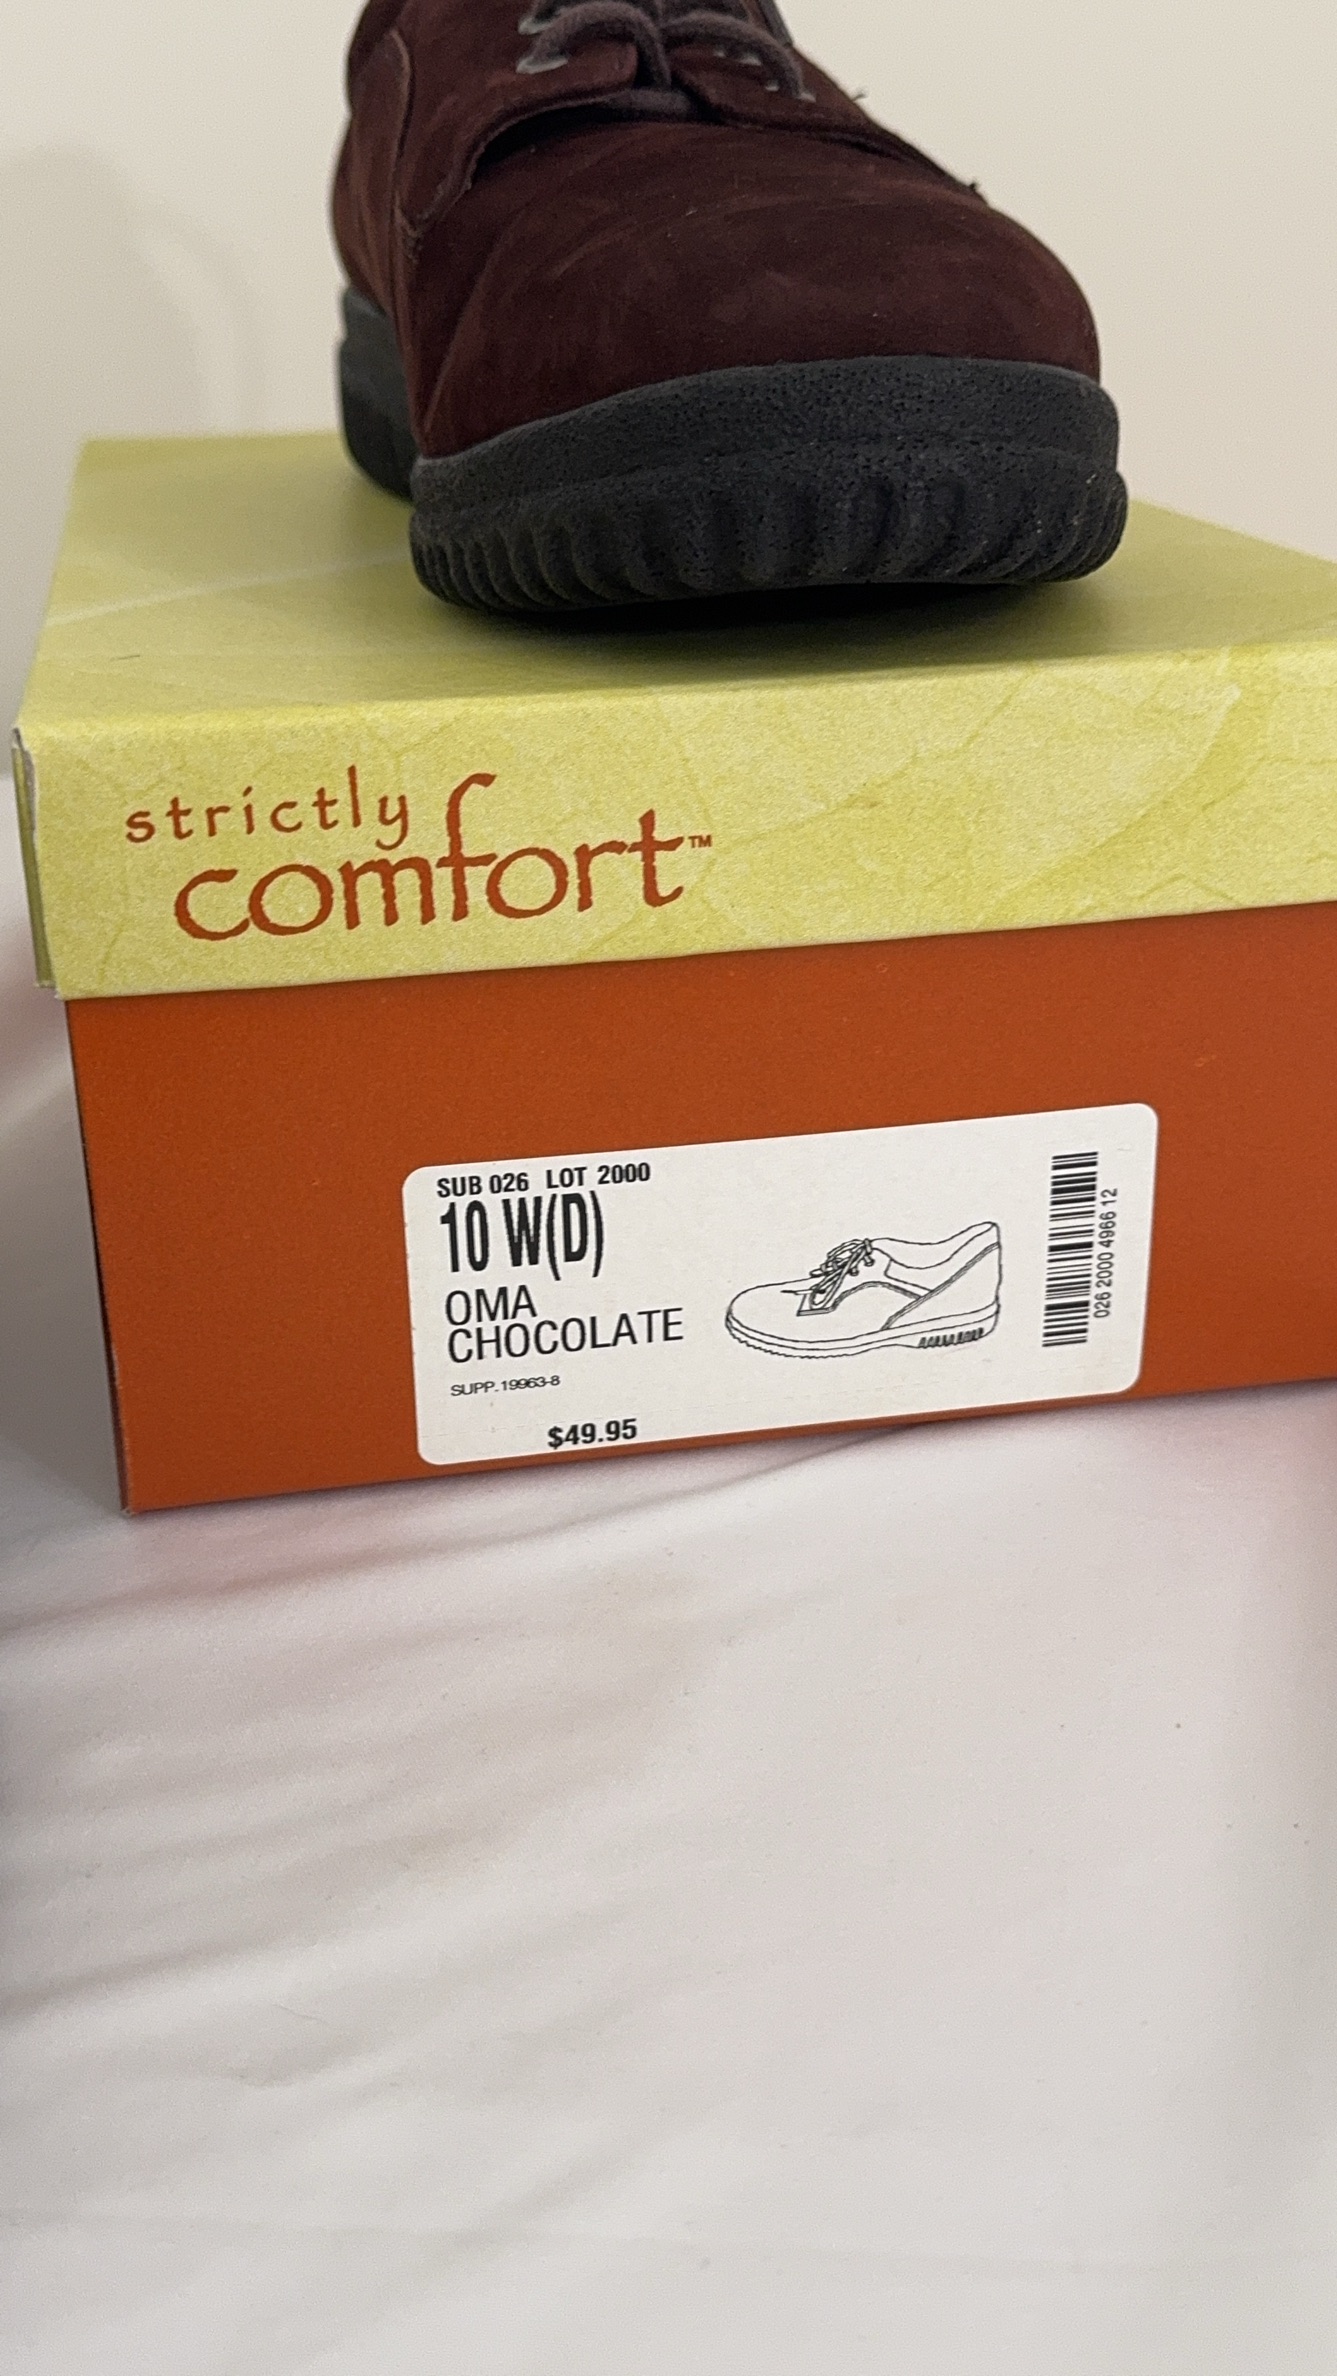 strictly
comfort™
SUB 026 LOT 2000
10 W(D)
OMA
CHOCOLATE
SUPP. 19963-8
$49.95
026 2000 4966 12